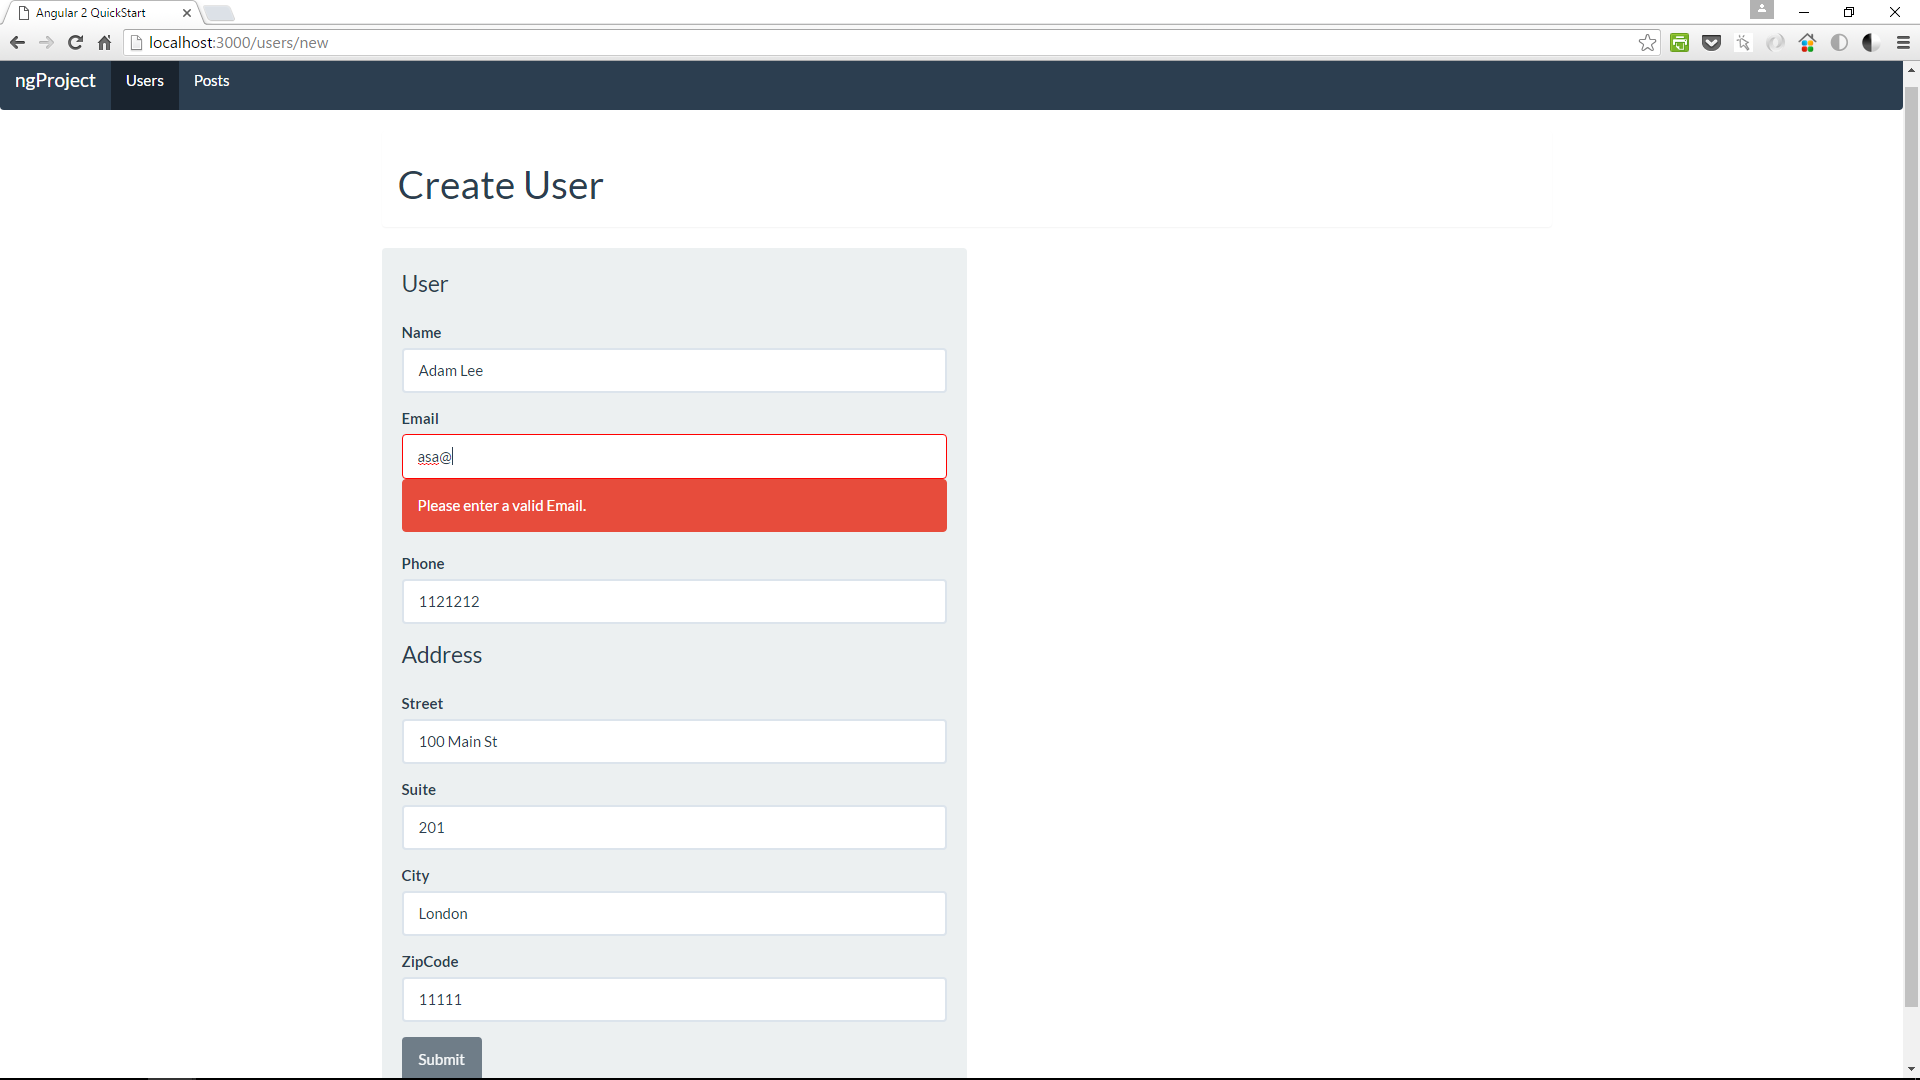 Angular 2 QuickStart
localhost:3000/users/new
ngProject Users Posts
Create User
User
Name
Adam Lee
Email
asa@
Please enter a valid Email.
Phone
1121212
Address
Street
100 Main St
Suite
201
City
London
ZipCode
11111
Submit